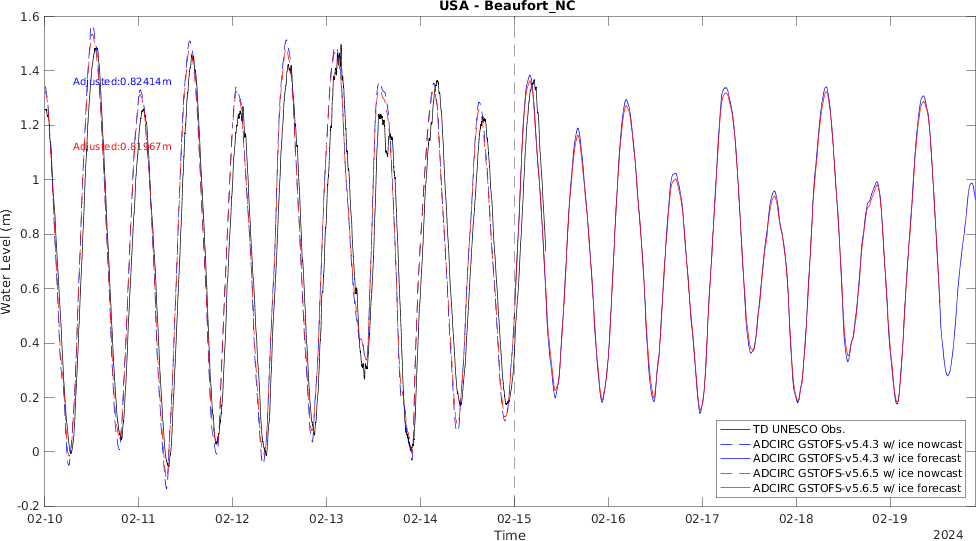 USA - Beaufort_NC
1.6
1.4
1.2
1
0.8
0.6
0.4
0.2
0
-0.2
Water Level (m)
Adjusted:0.82414m
Adjusted:0.81967m
TD UNESCO Obs.
ADCIRC GSTOFS-v5.4.3 w/ ice nowcast
ADCIRC GSTOFS-v5.4.3 w/ ice forecast
ADCIRC GSTOFS-v5.6.5 w/ ice nowcast
ADCIRC GSTOFS-v5.6.5 w/ ice forecast
02-10 02-11 02-12 02-13 02-14 02-15 02-16 02-17 02-18 02-19
Time
2024